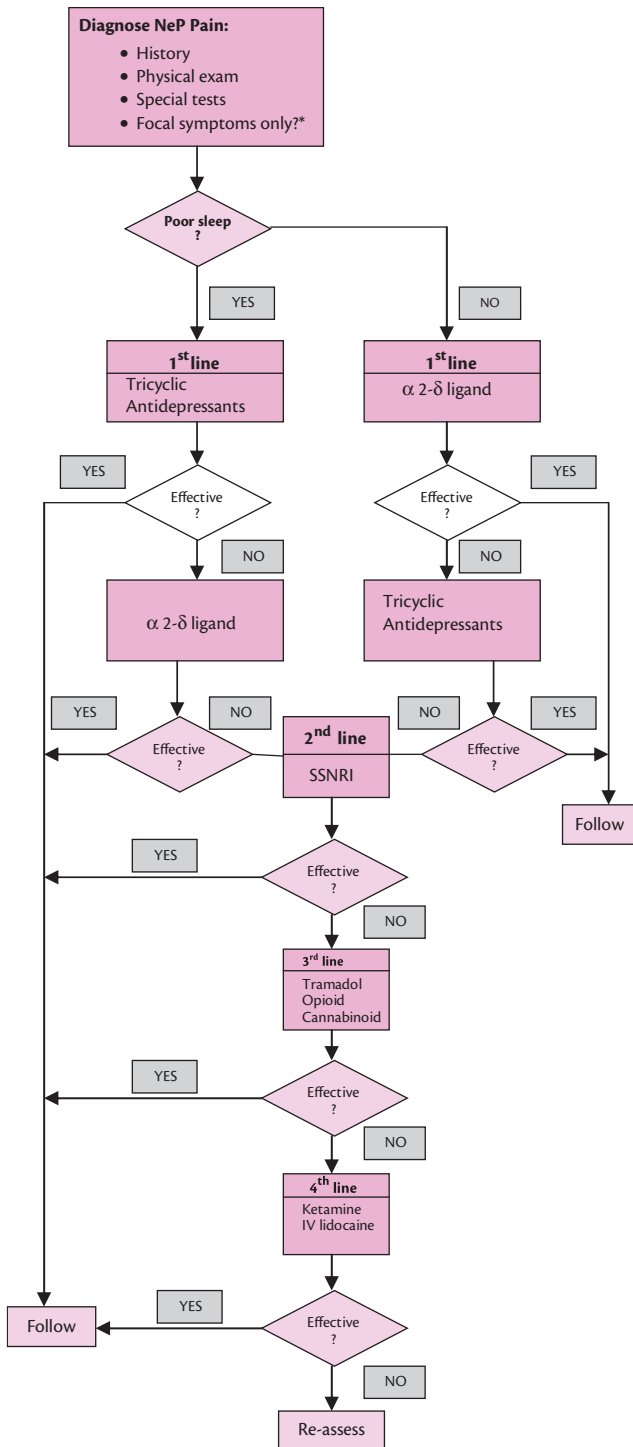 Diagnose NeP Pain:
• History
• Physical exam
• Special tests
• Focal symptoms only?*
Poor sleep
?
YES
NO
1st line
Tricyclic
Antidepressants
1st line
α 2-δ ligand
YES
Effective
?
NO
Effective
?
YES
NO
α 2-δ ligand
Tricyclic
Antidepressants
YES
Effective
?
NO
2nd line
SSNRI
NO
Effective
?
YES
Follow
YES
Effective
?
NO
3rd line
Tramadol
Opioid
Cannabinoid
YES
Effective
?
NO
4th line
Ketamine
IV lidocaine
Follow
YES
Effective
?
NO
Re-assess